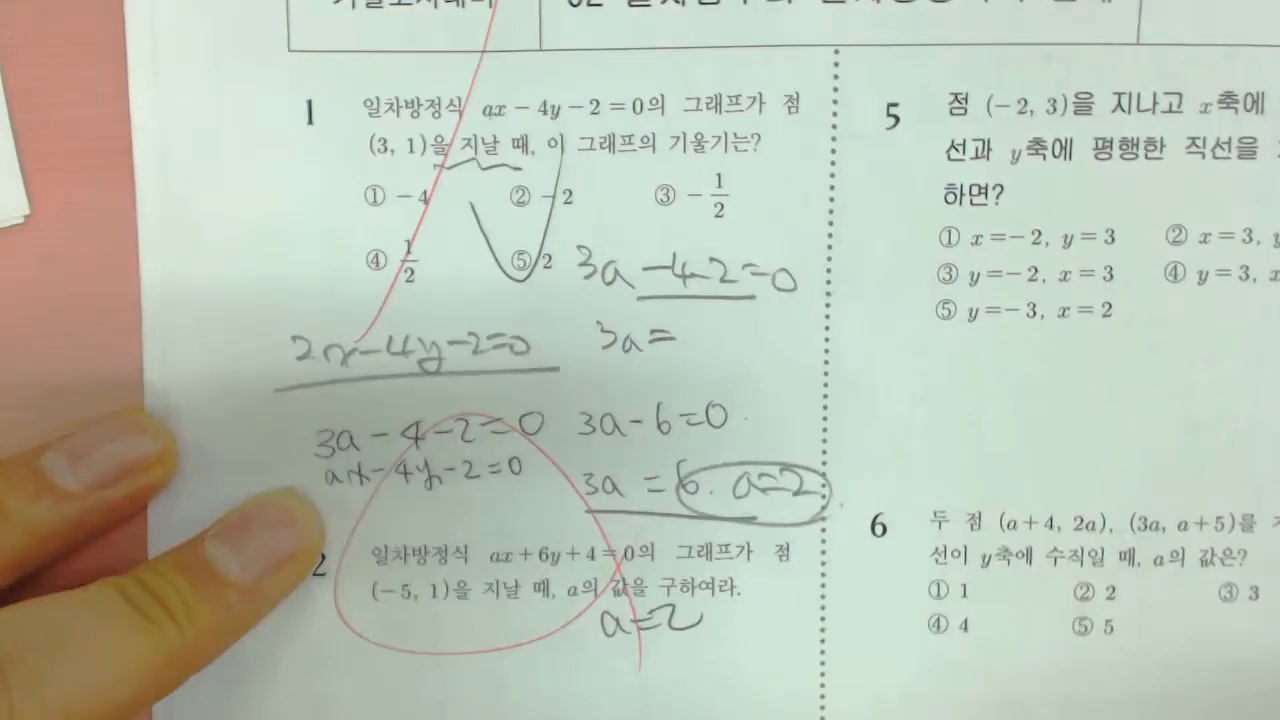 1 일차방정식 ax - 4y - 2 = 0의 그래프가 점
(3, 1)을 지날 때, 이 그래프의 기울기는?
① -4 ② -2 ③ -1/2
④ 1/2 ⑤ 2
3a -4-2=0
2x-4y-2=0
3a=
3a-4-2=0
3a-6=0
ax-4y-2=0
3a = 6. a=2
2 일차방정식 ax + 6y + 4 = 0의 그래프가 점
(-5, 1)을 지날 때, a의 값을 구하여라.
a=2
5 점 (-2, 3)을 지나고 x축에
선과 y축에 평행한 직선을
하면?
① x = -2, y = 3 ② x = 3,
③ y = -2, x = 3 ④ y = 3,
⑤ y = -3, x = 2
6 두 점 (a+4, 2a), (3a, a+5)를
선이 y축에 수직일 때, a의 값은?
① 1 ② 2 ③ 3
④ 4 ⑤ 5